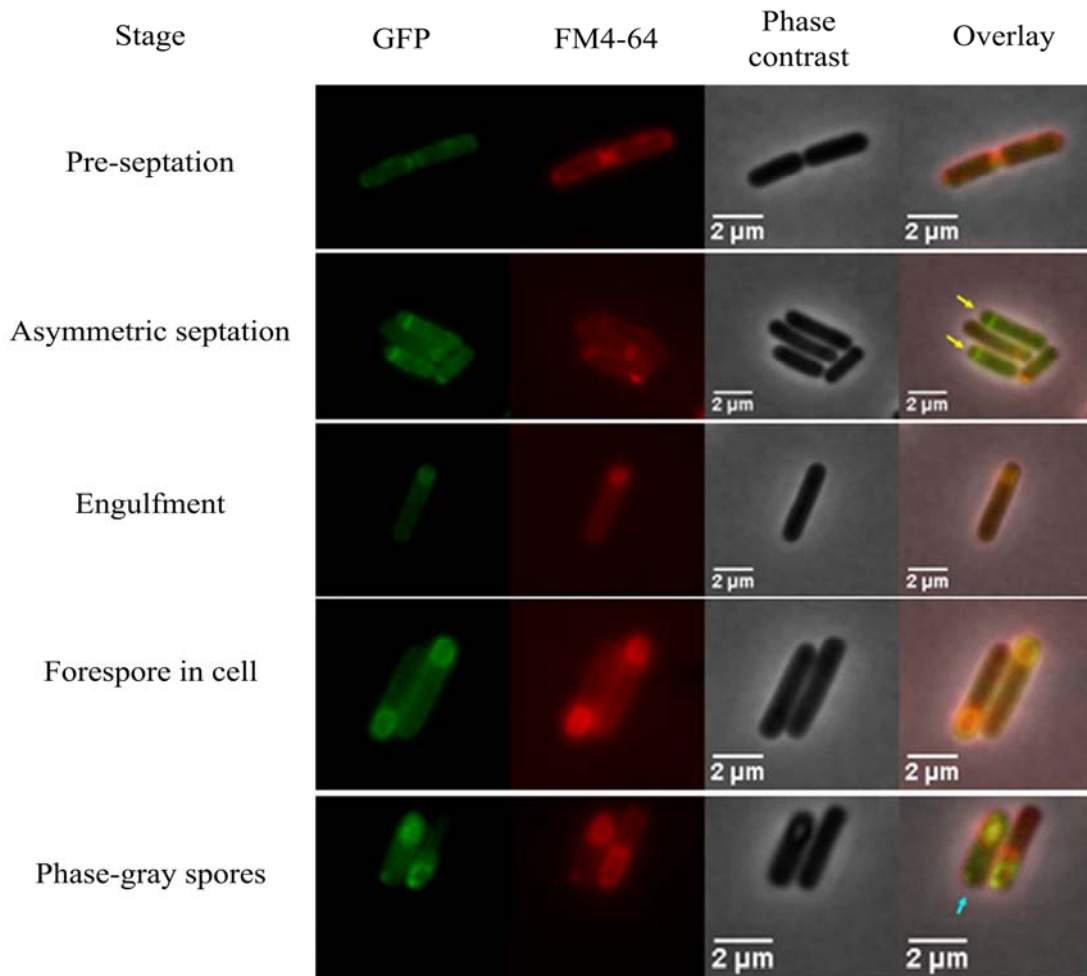 Stage GFP FM4-64 Phase contrast Overlay
Pre-septation
2 µm 2 µm
Asymmetric septation
2 µm 2 µm
Engulfment
2 µm 2 µm
Forespore in cell
2 µm 2 µm
Phase-gray spores
2 µm 2 µm